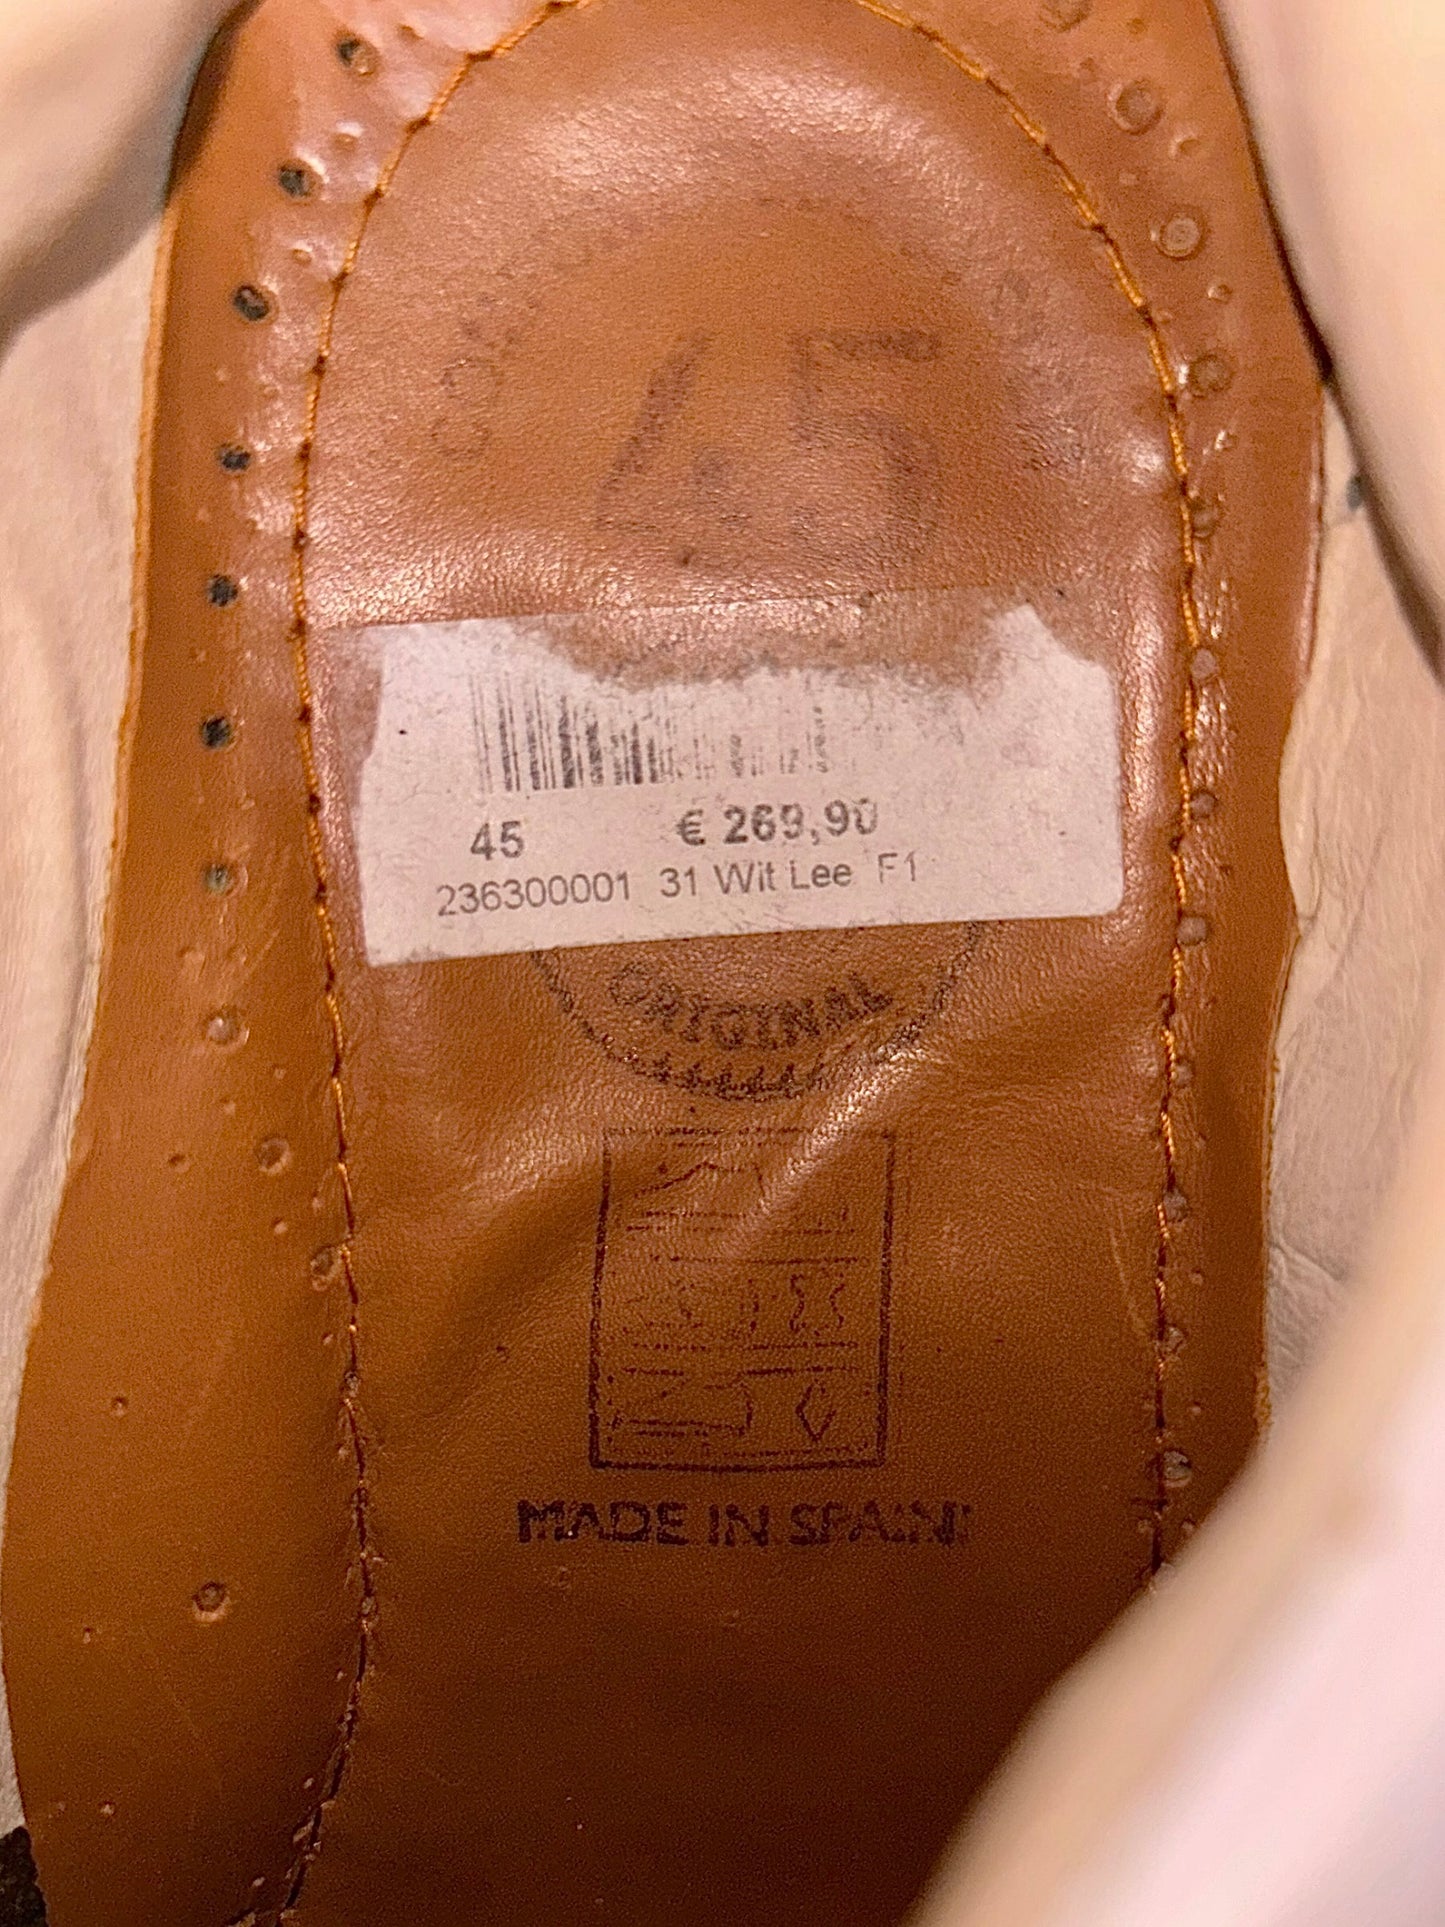 45
45 € 269,90
236300001 31 Wit Lee F1
ORIGINAL
MADE IN SPAIN